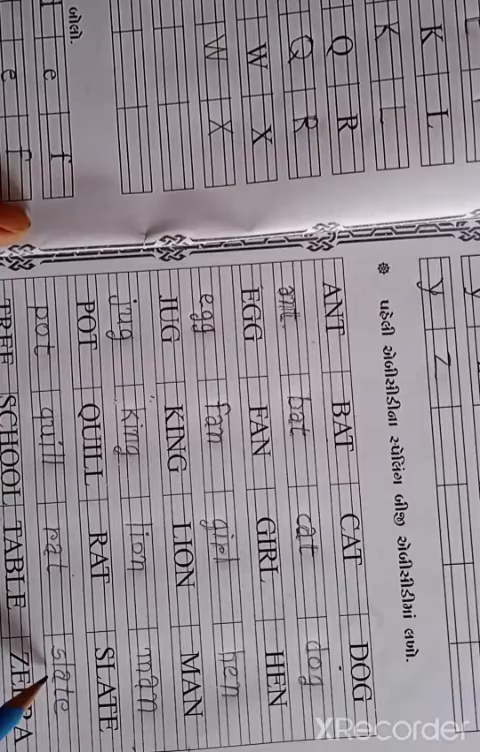 K L
K L
Q R
Q R
W X
W X
બોલો.
e f
e f
y
y z
પહેલી એબીસીડીના સ્પેલિંગ બીજી એબીસીડીમાં લખો.
ANT BAT CAT DOG
ant bat cat dog
EGG FAN GIRL HEN
egg fan girl hen
JUG KING LION MAN
jug king lion man
POT QUILL RAT SLATE
pot quill rat slate
TREE SCHOOL TABLE
XRecorder